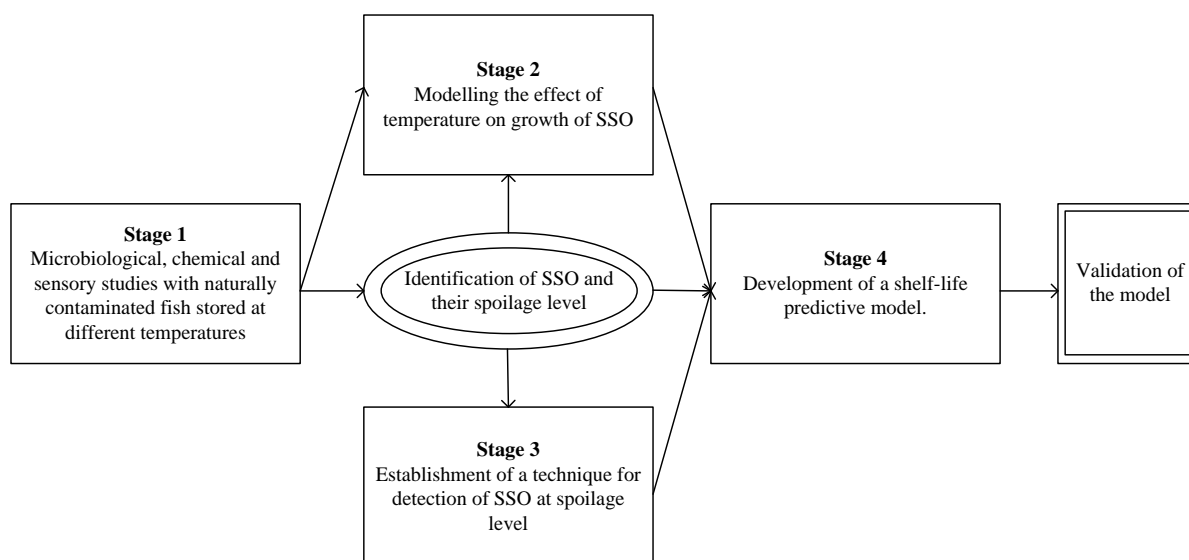 Stage 1
Microbiological, chemical and
sensory studies with naturally
contaminated fish stored at
different temperatures
Stage 2
Modelling the effect of
temperature on growth of SSO
Identification of SSO and
their spoilage level
Stage 3
Establishment of a technique for
detection of SSO at spoilage
level
Stage 4
Development of a shelf-life
predictive model.
Validation of
the model